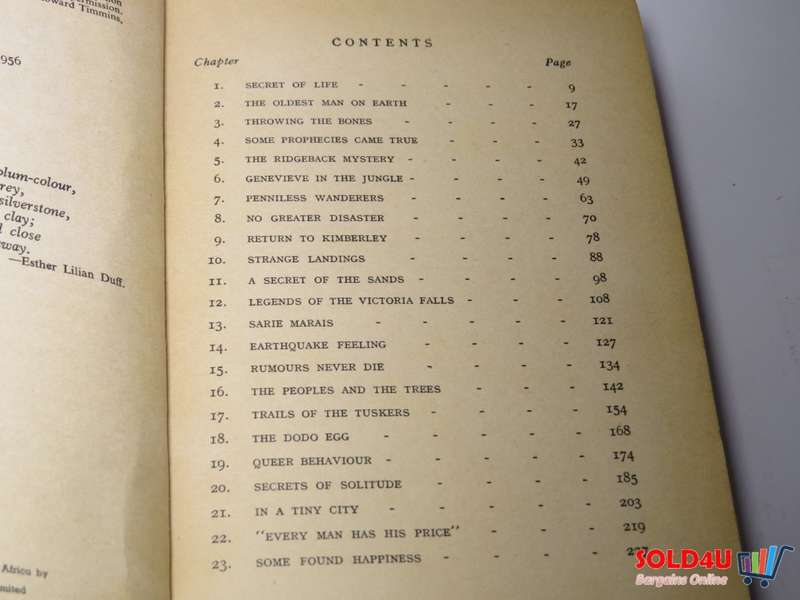 ermission.
Howard Timmins,
1956
plum-colour,
rey,
silverstone,
clay;
close
way.
—Esther Lilian Duff.
Africa by
mited
CONTENTS
Chapter Page
1. SECRET OF LIFE - - - - - 9
2. THE OLDEST MAN ON EARTH - - - 17
3. THROWING THE BONES - - - - 27
4. SOME PROPHECIES CAME TRUE - - - 33
5. THE RIDGEBACK MYSTERY - - - - 42
6. GENEVIEVE IN THE JUNGLE - - - - 49
7. PENNILESS WANDERERS - - - - 63
8. NO GREATER DISASTER - - - - 70
9. RETURN TO KIMBERLEY - - - - 78
10. STRANGE LANDINGS - - - - 88
11. A SECRET OF THE SANDS - - - - 98
12. LEGENDS OF THE VICTORIA FALLS - - - 108
13. SARIE MARAIS - - - - - 121
14. EARTHQUAKE FEELING - - - - 127
15. RUMOURS NEVER DIE - - - - 134
16. THE PEOPLES AND THE TREES - - - 142
17. TRAILS OF THE TUSKERS - - - - 154
18. THE DODO EGG - - - - - 168
19. QUEER BEHAVIOUR - - - - - 174
20. SECRETS OF SOLITUDE - - - - 185
21. IN A TINY CITY - - - - - 203
22. "EVERY MAN HAS HIS PRICE" - - - 219
23. SOME FOUND HAPPINESS - - - -
SOLD4U
Bargains Online